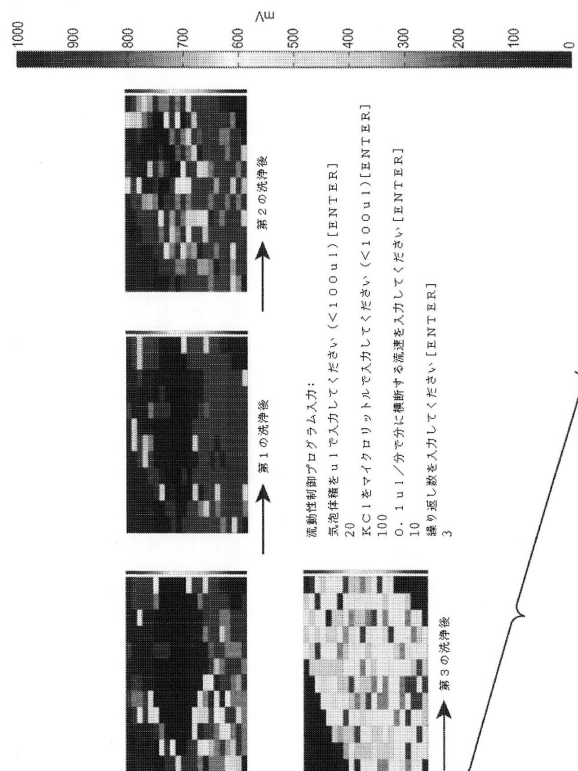 1000
900
800
700
600
500
400
300
200
100
0
mV
第2の洗浄後
第1の洗浄後
第3の洗浄後
流動性制御プログラム入力:
気泡体積をulで入力してください (<100ul) [ENTER]
20
KClをマイクロリットルで入力してください (<100ul) [ENTER]
100
0.1ul/分で分に横断する流速を入力してください [ENTER]
10
繰り返し数を入力してください [ENTER]
3